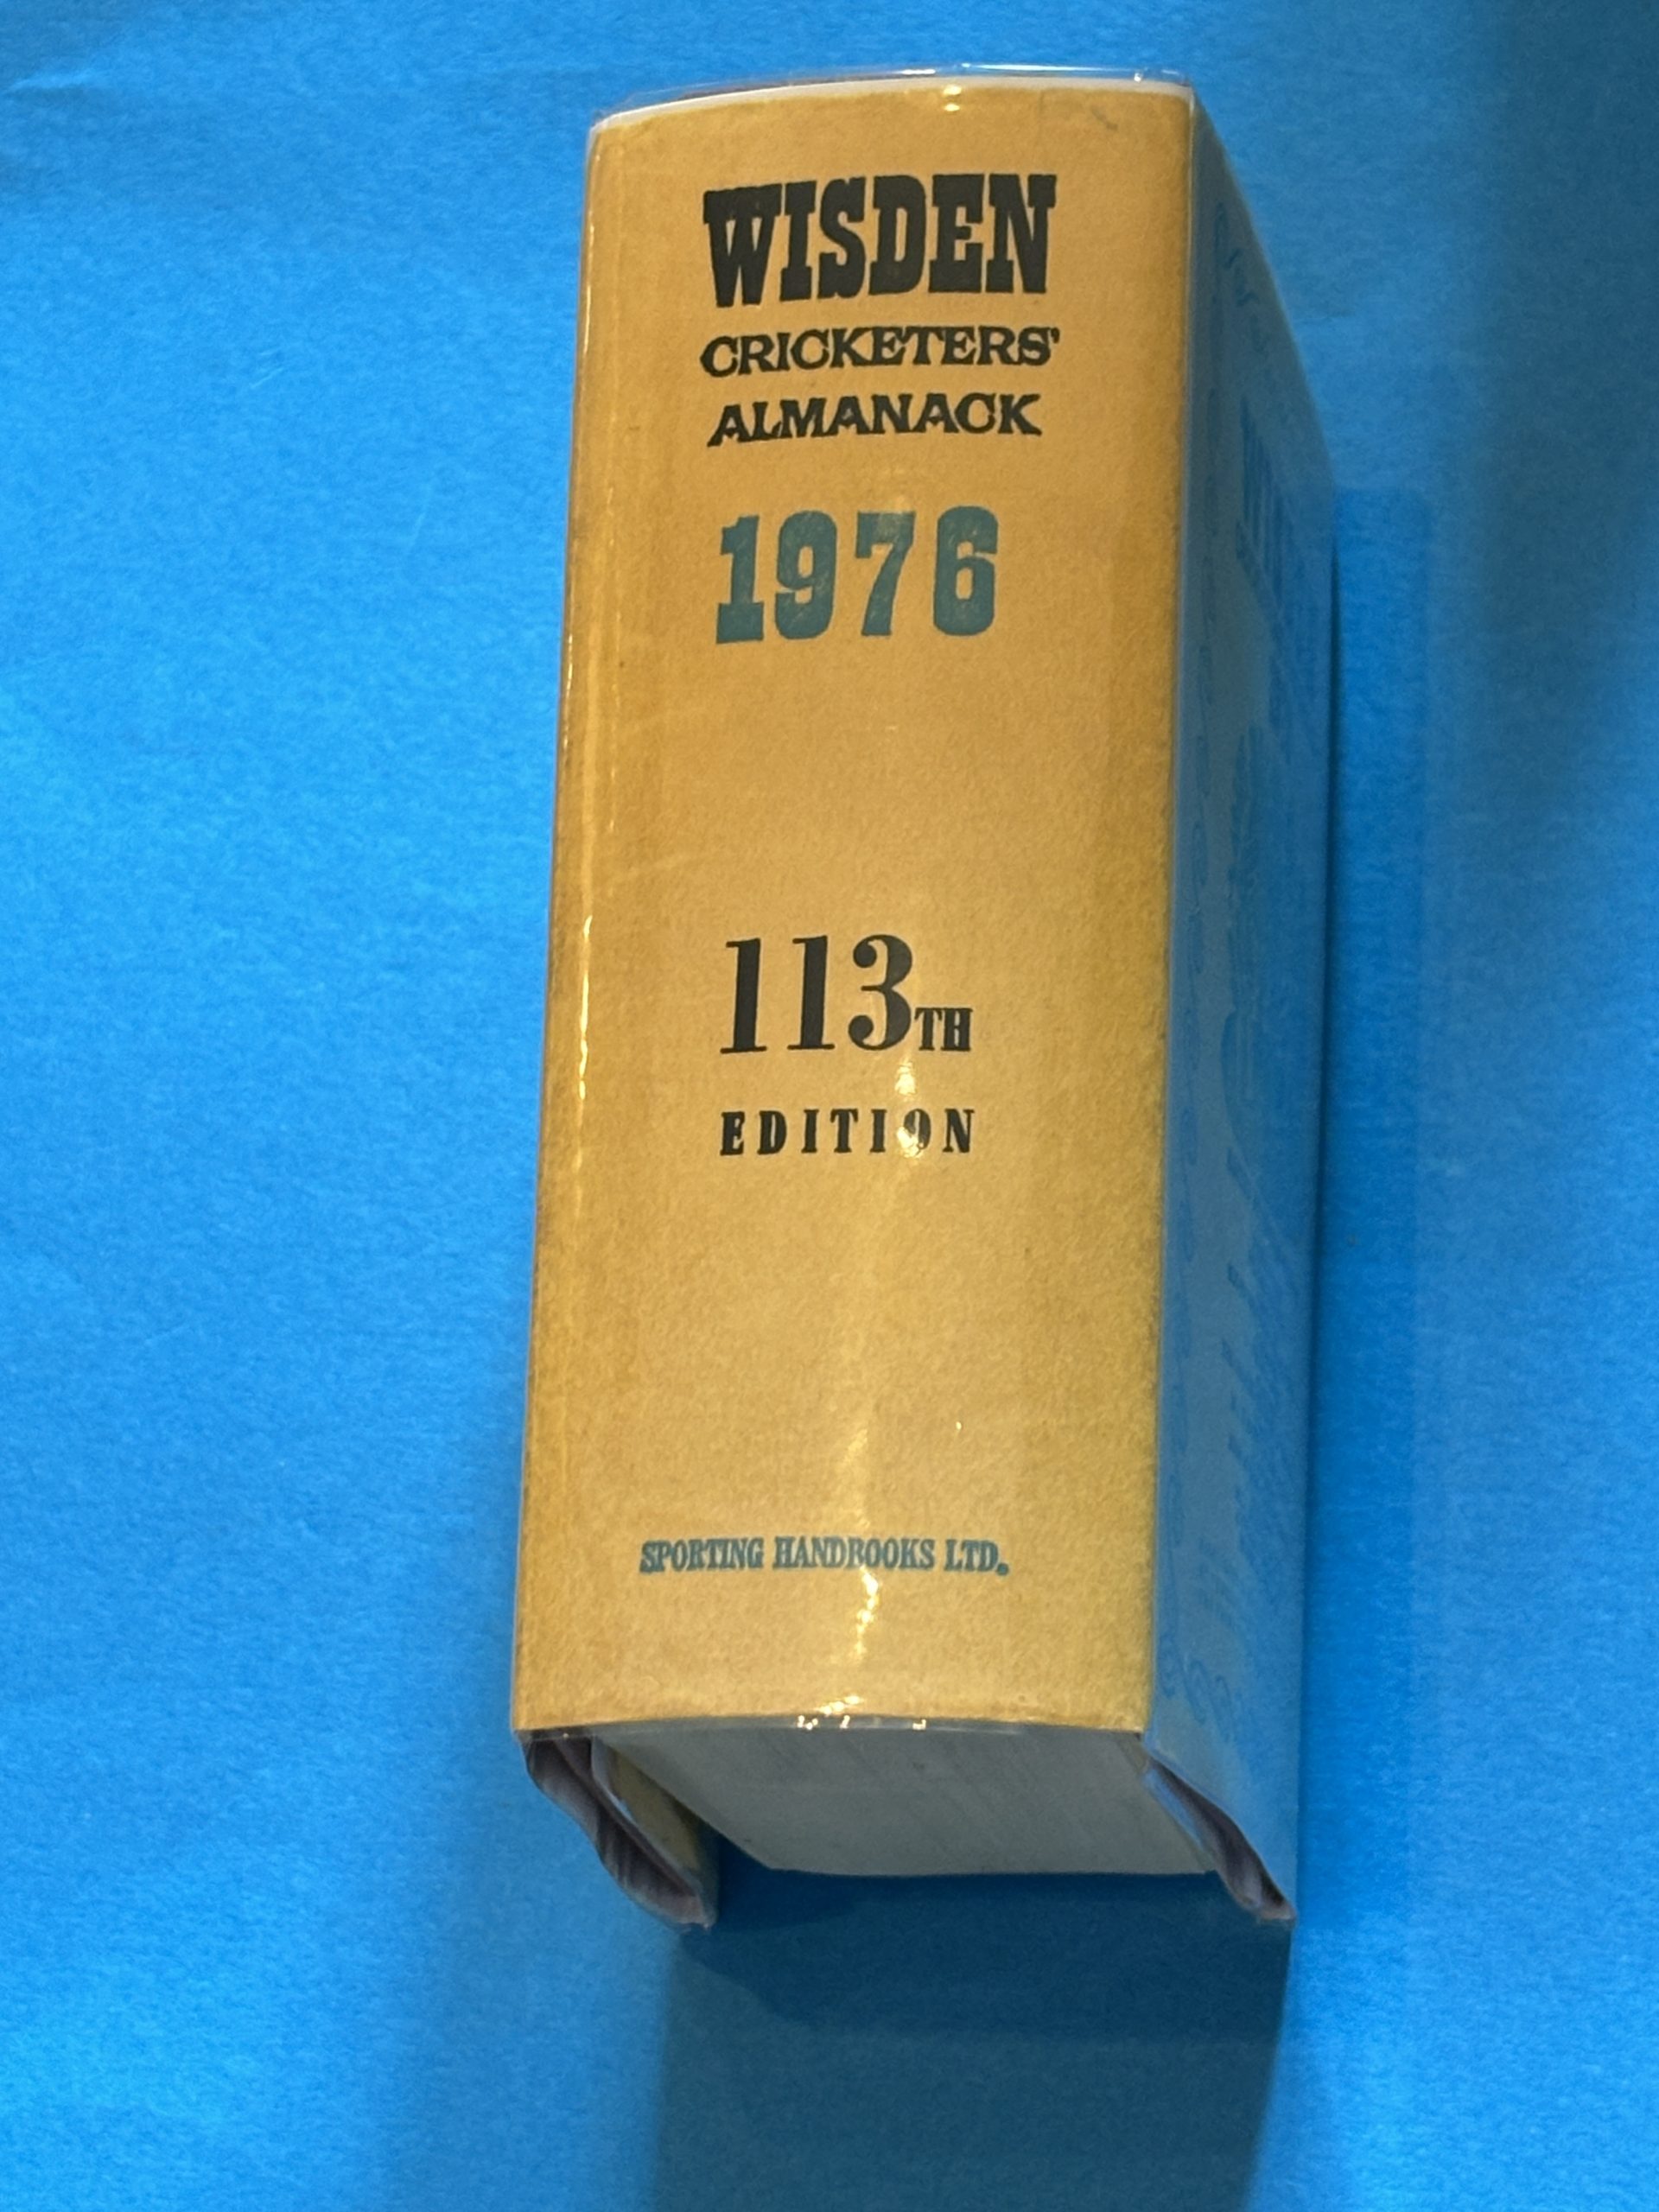 WISDEN
CRICKETERS'
ALMANACK
1976
113TH
EDITION
SPORTING HANDBOOKS LTD.